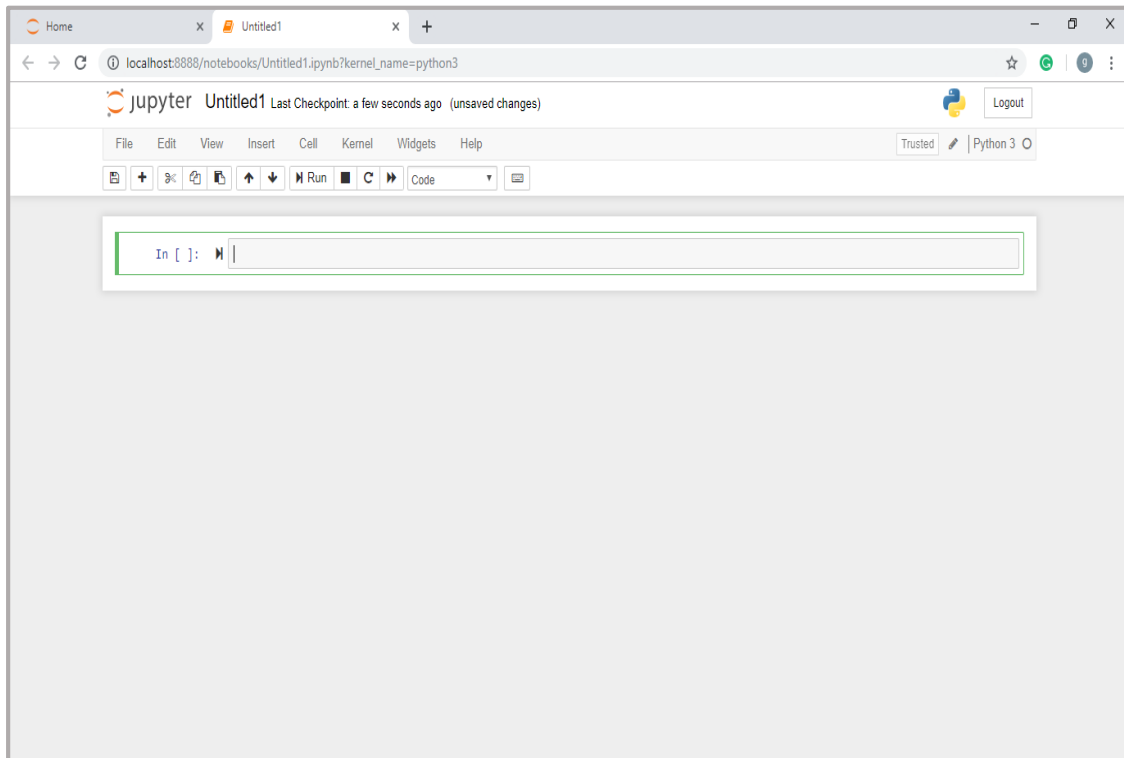 Home Untitled1
localhost:8888/notebooks/Untitled1.ipynb?kernel_name=python3 g
jupyter Untitled1 Last Checkpoint: a few seconds ago (unsaved changes) Logout
File Edit View Insert Cell Kernel Widgets Help Trusted Python 3
Run Code
In [ ]: